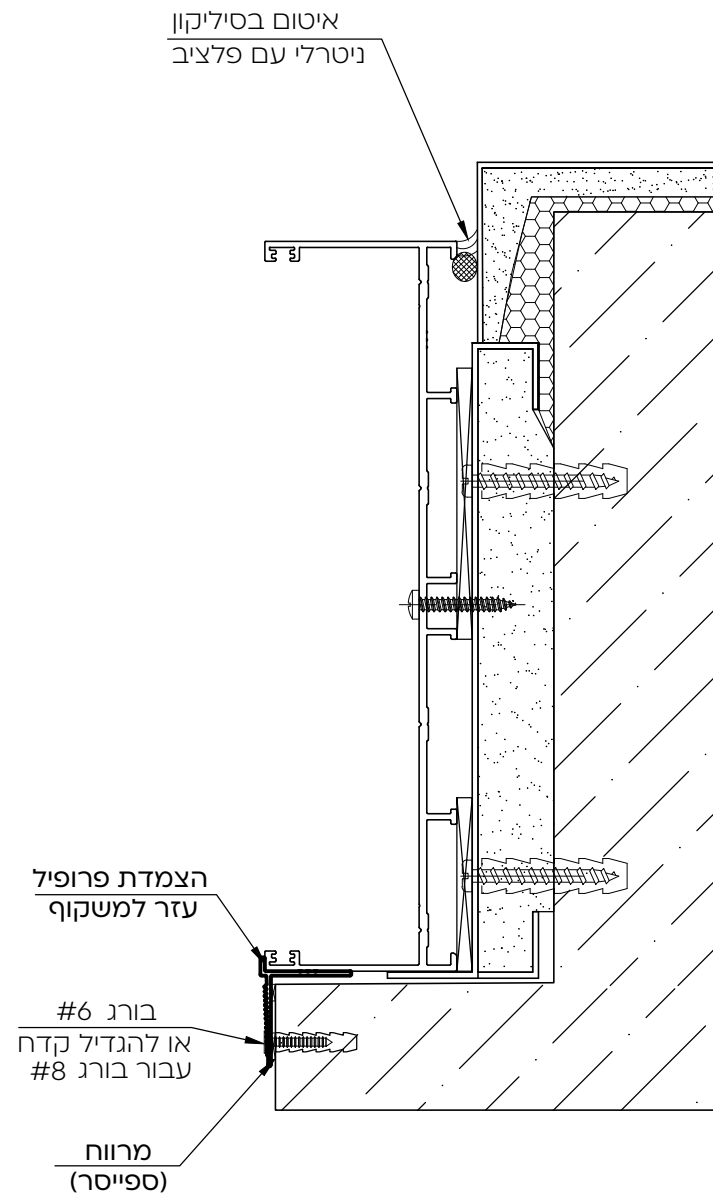 איטום בסיליקון
ניטרלי עם פלציב
הצמדת פרופיל
עזר למשקוף
בורג #6
או להגדיל קדח
עבור בורג #8
מרווח
(ספייסר)